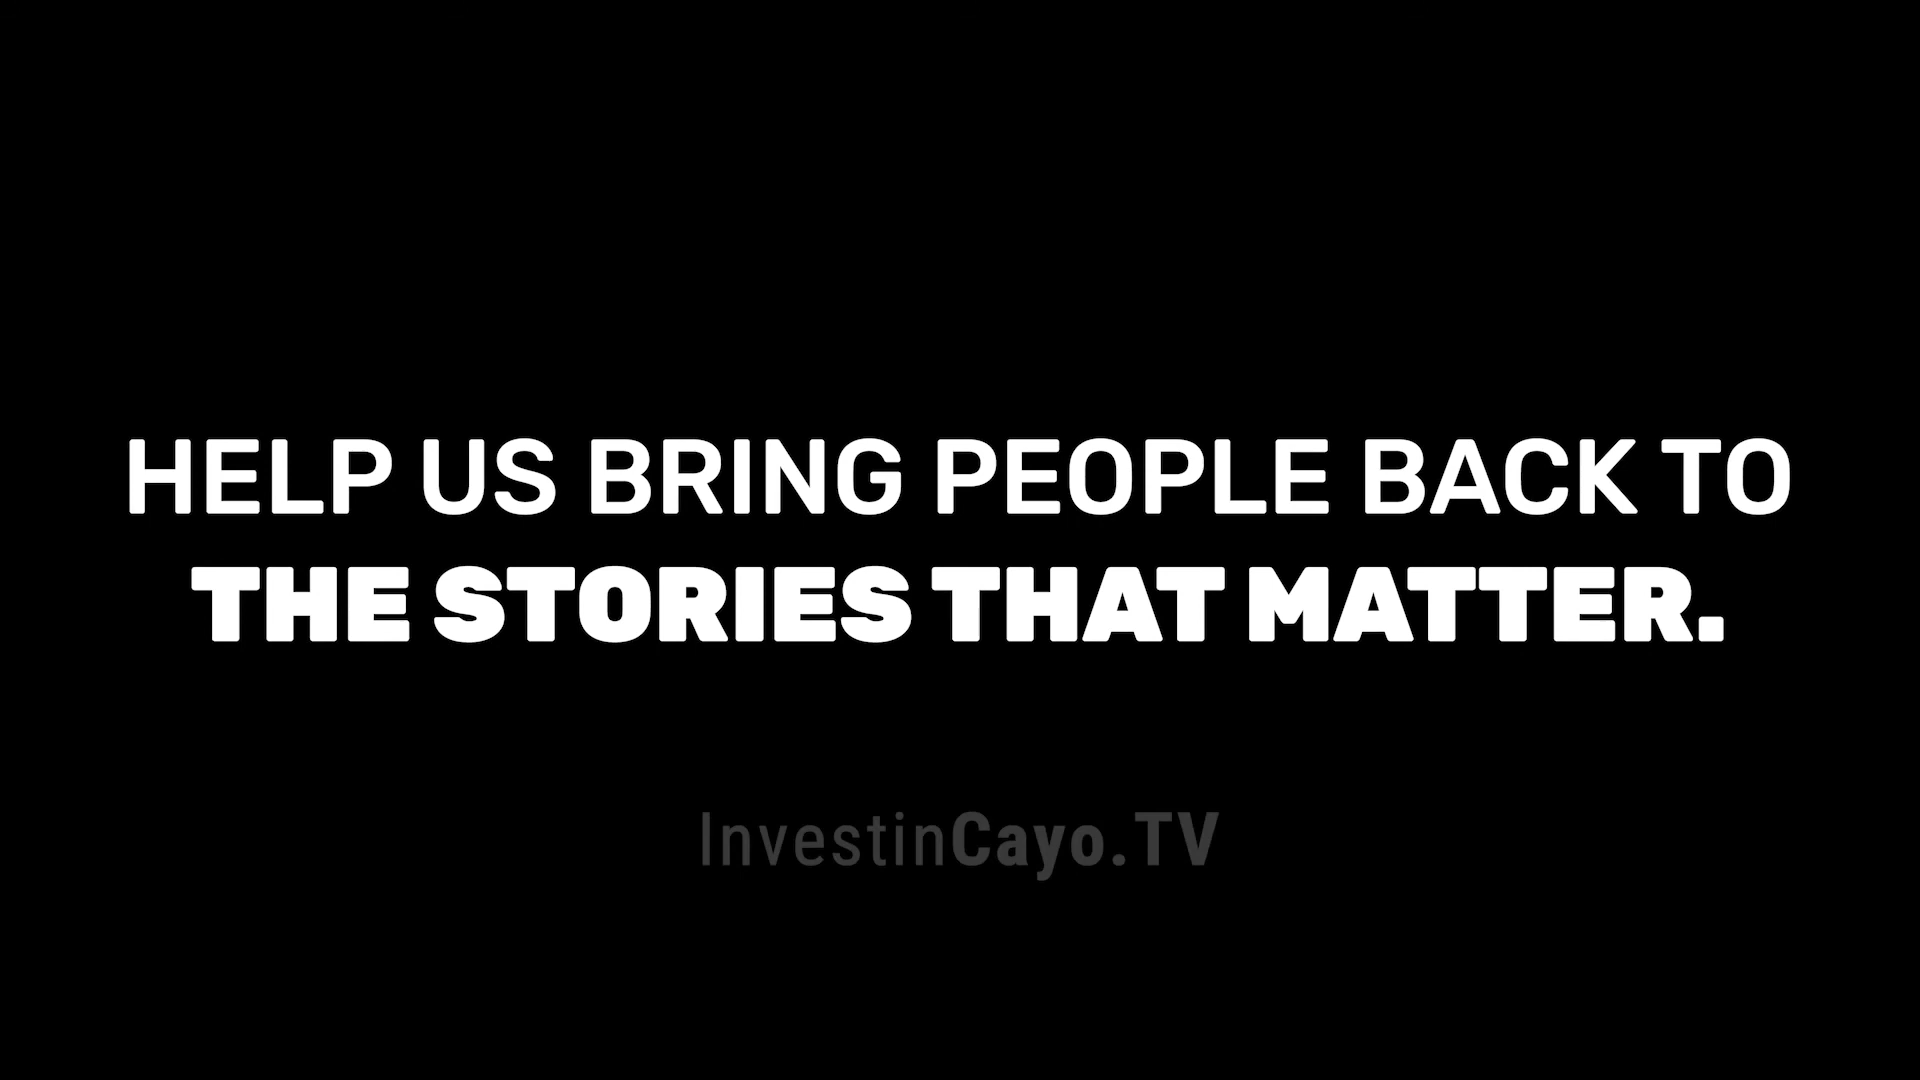 HELP US BRING PEOPLE BACK TO
THE STORIES THAT MATTER.
InvestinCayo.TV